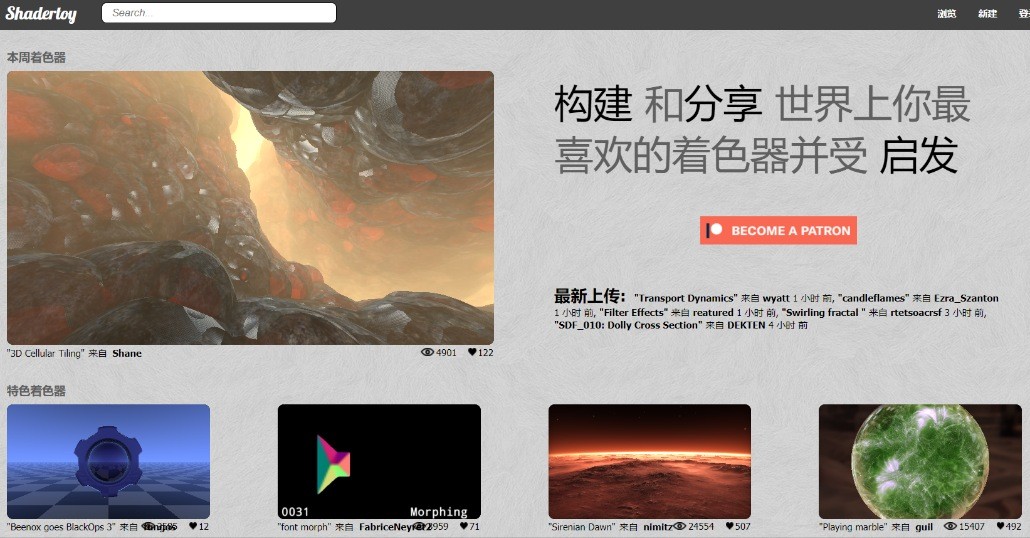 Shadertoy
Search...
浏览 新建 登
本周着色器
构建 和分享 世界上你最
喜欢的着色器并受 启发
BECOME A PATRON
最新上传: "Transport Dynamics" 来自 wyatt 1 小时 前, "candleflames" 来自 Ezra_Szanton
1 小时 前, "Filter Effects" 来自 reatured 1 小时 前, "Swirling fractal " 来自 rtetsoacrsf 3 小时 前,
"SDF_010: Dolly Cross Section" 来自 DEKTEN 4 小时 前
"3D Cellular Tiling" 来自 Shane 4901 122
特色着色器
0031 Morphing
"Beenox goes BlackOps 3" 来自 12
"font morph" 来自 FabriceNeyret2 71
"Sirenian Dawn" 来自 nimitz 24554 507
"Playing marble" 来自 guil 15407 492